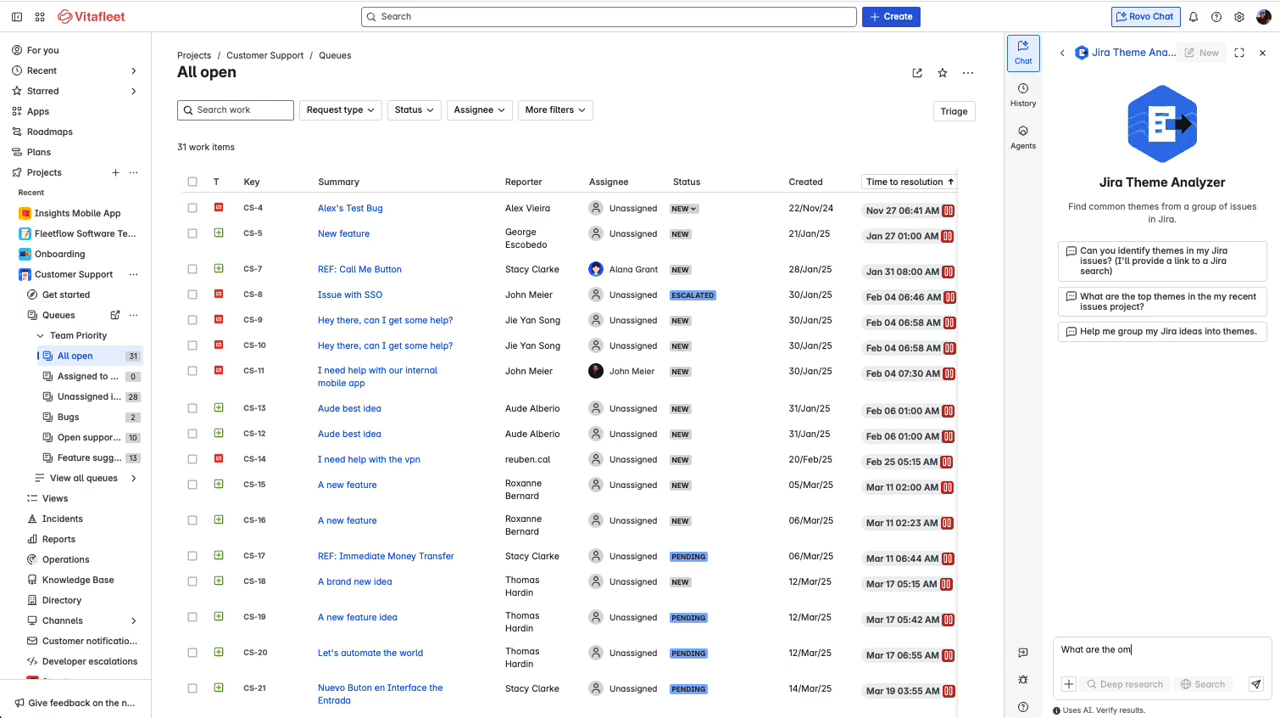 Vitafleet
Search
Create
Rovo Chat
For you
Recent
Starred
Apps
Roadmaps
Plans
Projects
Recent
Insights Mobile App
Fleetflow Software Te...
Onboarding
Customer Support
Get started
Queues
Team Priority
All open 31
Assigned to ... 0
Unassigned i... 28
Bugs 2
Open suppor... 10
Feature sugg... 13
View all queues
Views
Incidents
Reports
Operations
Knowledge Base
Directory
Channels
Customer notificatio...
Developer escalations
Give feedback on the n...
Projects / Customer Support / Queues
All open
Search work
Request type
Status
Assignee
More filters
Triage
31 work items
T Key Summary Reporter Assignee Status Created Time to resolution
CS-4 Alex's Test Bug Alex Vieira Unassigned NEW 22/Nov/24 Nov 27 06:41 AM
CS-5 New feature George Escobedo Unassigned NEW 21/Jan/25 Jan 27 01:00 AM
CS-7 REF: Call Me Button Stacy Clarke Alana Grant NEW 28/Jan/25 Jan 31 08:00 AM
CS-8 Issue with SSO John Meier Unassigned ESCALATED 30/Jan/25 Feb 04 06:46 AM
CS-9 Hey there, can I get some help? Jie Yan Song Unassigned NEW 30/Jan/25 Feb 04 06:58 AM
CS-10 Hey there, can I get some help? Jie Yan Song Unassigned NEW 30/Jan/25 Feb 04 06:58 AM
CS-11 I need help with our internal mobile app John Meier John Meier NEW 30/Jan/25 Feb 04 07:30 AM
CS-13 Aude best idea Aude Alberio Unassigned NEW 31/Jan/25 Feb 06 01:00 AM
CS-12 Aude best idea Aude Alberio Unassigned NEW 31/Jan/25 Feb 06 01:00 AM
CS-14 I need help with the vpn reuben.cal Unassigned NEW 20/Feb/25 Feb 25 05:15 AM
CS-15 A new feature Roxanne Bernard Unassigned NEW 05/Mar/25 Mar 11 02:00 AM
CS-16 A new feature Roxanne Bernard Unassigned NEW 06/Mar/25 Mar 11 02:23 AM
CS-17 REF: Immediate Money Transfer Stacy Clarke Unassigned PENDING 06/Mar/25 Mar 11 06:44 AM
CS-18 A brand new idea Thomas Hardin Unassigned NEW 12/Mar/25 Mar 17 05:15 AM
CS-19 A new feature idea Thomas Hardin Unassigned PENDING 12/Mar/25 Mar 17 05:42 AM
CS-20 Let's automate the world Thomas Hardin Unassigned PENDING 12/Mar/25 Mar 17 06:55 AM
CS-21 Nuevo Buton en Interface the Entrada Stacy Clarke Unassigned PENDING 14/Mar/25 Mar 19 03:55 AM
Chat
History
Agents
Jira Theme Ana...
New
Jira Theme Analyzer
Find common themes from a group of issues
in Jira.
Can you identify themes in my Jira
issues? (I'll provide a link to a Jira
search)
What are the top themes in the my recent
issues project?
Help me group my Jira ideas into themes.
What are the om
Deep research
Search
Uses AI. Verify results.